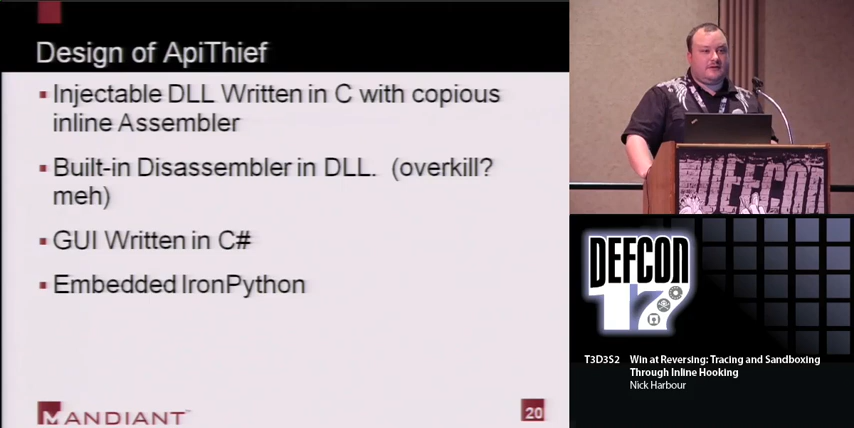 Design of ApiThief
Injectable DLL Written in C with copious
inline Assembler
Built-in Disassembler in DLL. (overkill?
meh)
GUI Written in C#
Embedded IronPython
MANDIANT
20
DEFCON
DEFCON
17
T3D3S2 Win at Reversing: Tracing and Sandboxing
Through Inline Hooking
Nick Harbour